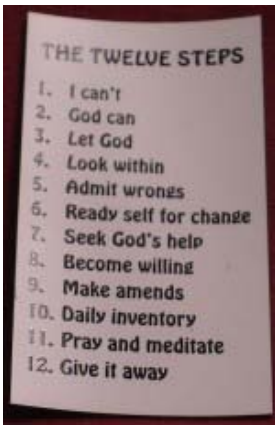 THE TWELVE STEPS
1. I can't
2. God can
3. Let God
4. Look within
5. Admit wrongs
6. Ready self for change
7. Seek God's help
8. Become willing
9. Make amends
10. Daily inventory
11. Pray and meditate
12. Give it away